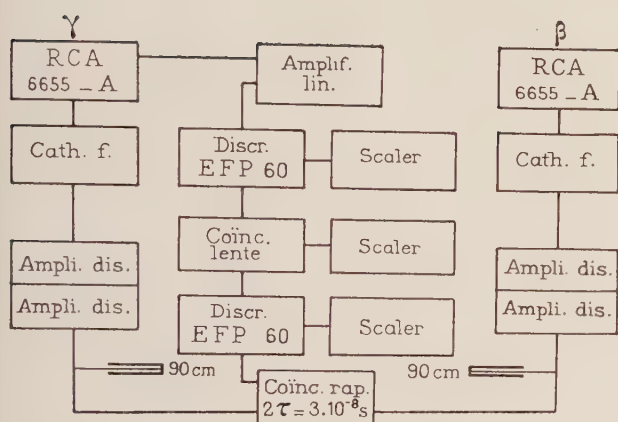 γ
RCA
6655 _ A
Cath. f.
Ampli. dis.
Ampli. dis.
90 cm
Amplif.
lin.
Discr.
EFP 60
Scaler
Coïnc.
lente
Scaler
Discr.
EFP 60
Scaler
Coïnc. rap.
2τ = 3.10⁻⁸s
β
RCA
6655 _ A
Cath. f.
Ampli. dis.
Ampli. dis.
90 cm